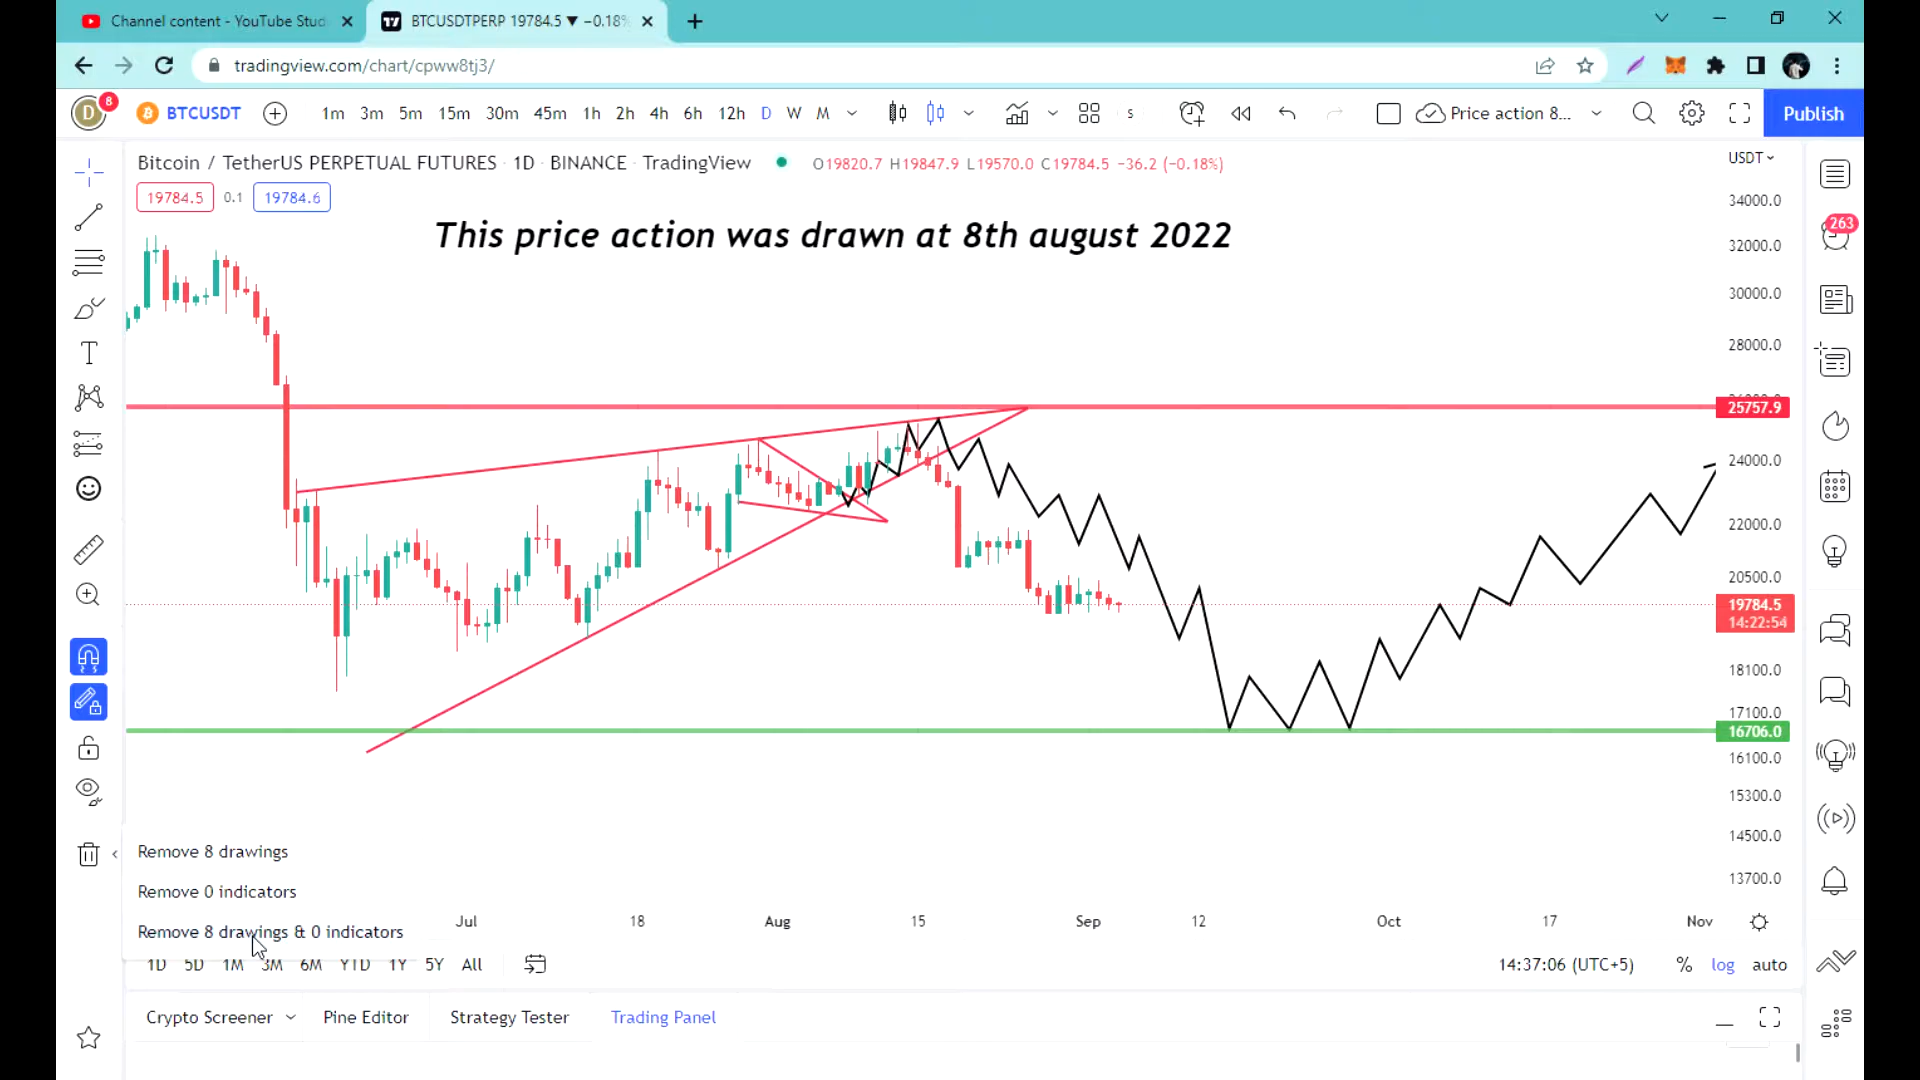 Channel content - YouTube Stud
BTCUSDTPERP 19784.5 ▼ −0.18%
tradingview.com/chart/cpww8tj3/
D 8 BTCUSDT 1m 3m 5m 15m 30m 45m 1h 2h 4h 6h 12h D W M s Price action 8... Publish
Bitcoin / TetherUS PERPETUAL FUTURES · 1D · BINANCE · TradingView O19820.7 H19847.9 L19570.0 C19784.5 −36.2 (−0.18%)
USDT
19784.5 0.1 19784.6
This price action was drawn at 8th august 2022
34000.0
32000.0
30000.0
28000.0
25757.9
24000.0
22000.0
20500.0
19784.5
14:22:54
18100.0
17100.0
16706.0
16100.0
15300.0
14500.0
13700.0
263
Remove 8 drawings
Remove 0 indicators
Remove 8 drawings & 0 indicators
Jul 18 Aug 15 Sep 12 Oct 17 Nov
1D 5D 1M 3M 6M YTD 1Y 5Y All
14:37:06 (UTC+5) % log auto
Crypto Screener Pine Editor Strategy Tester Trading Panel